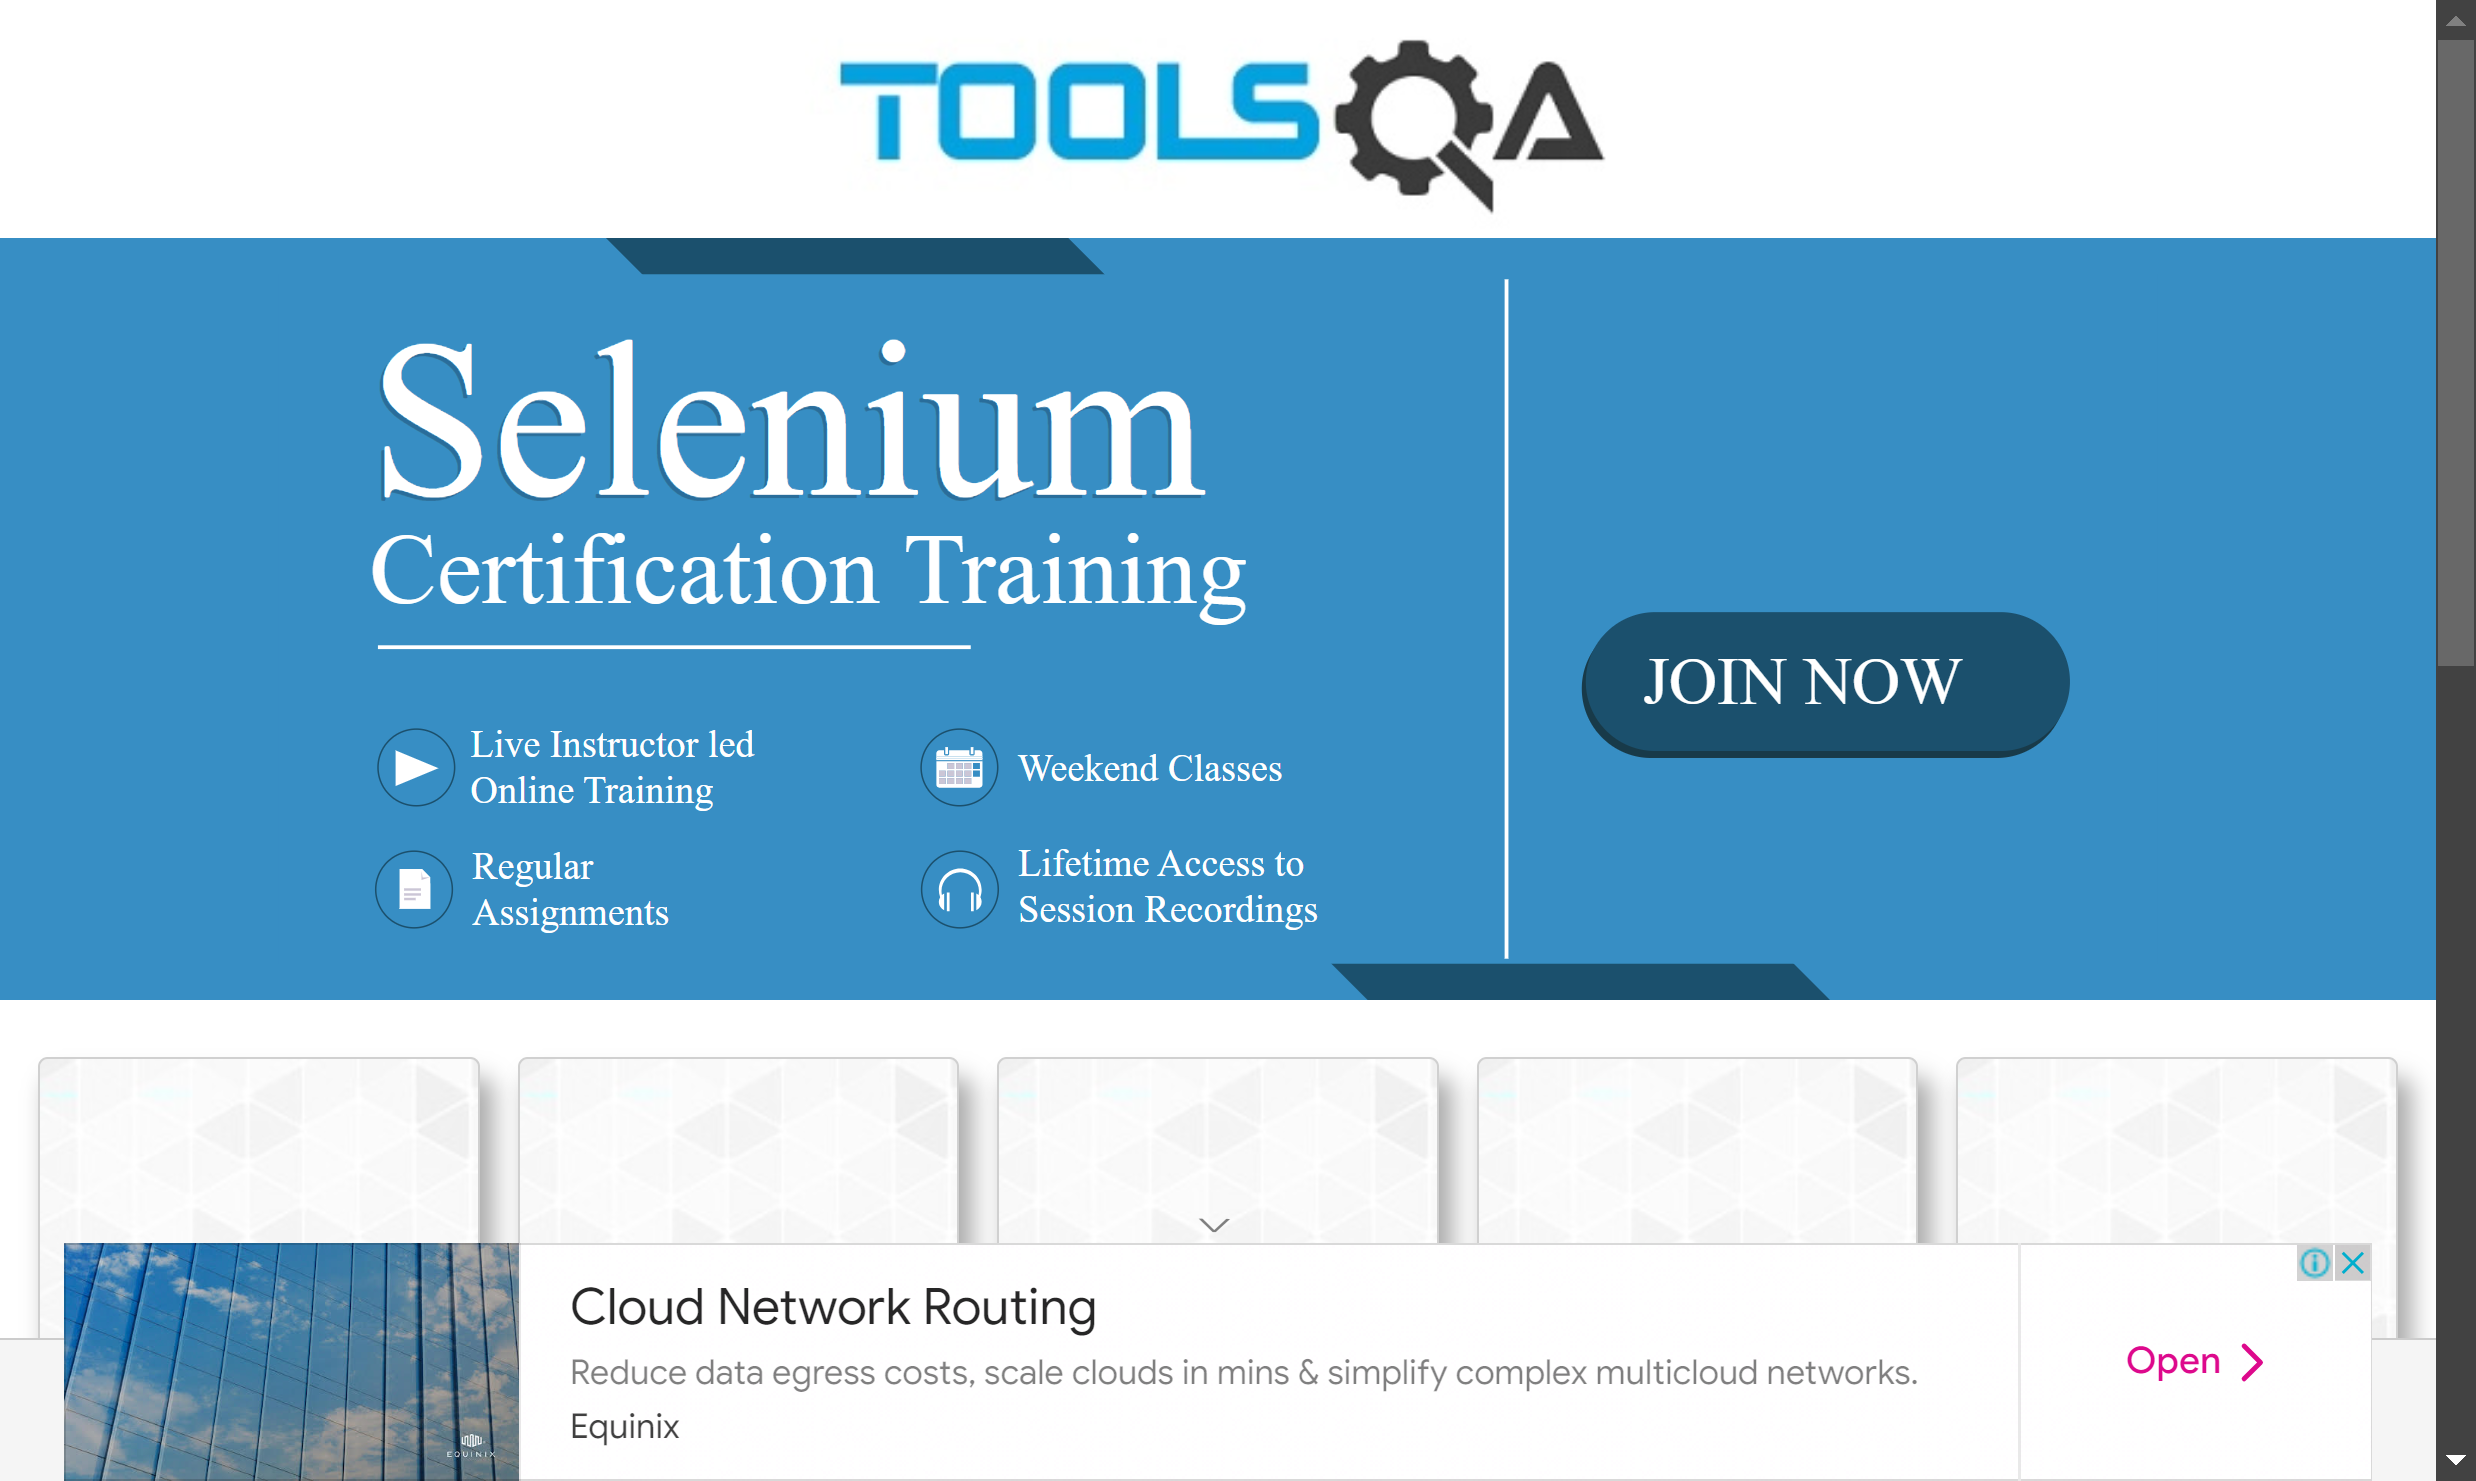 TOOLSQA
Selenium
Certification Training
JOIN NOW
Live Instructor led
Online Training
Weekend Classes
Regular
Assignments
Lifetime Access to
Session Recordings
Cloud Network Routing
Reduce data egress costs, scale clouds in mins & simplify complex multicloud networks.
Equinix
Open
EQUINIX